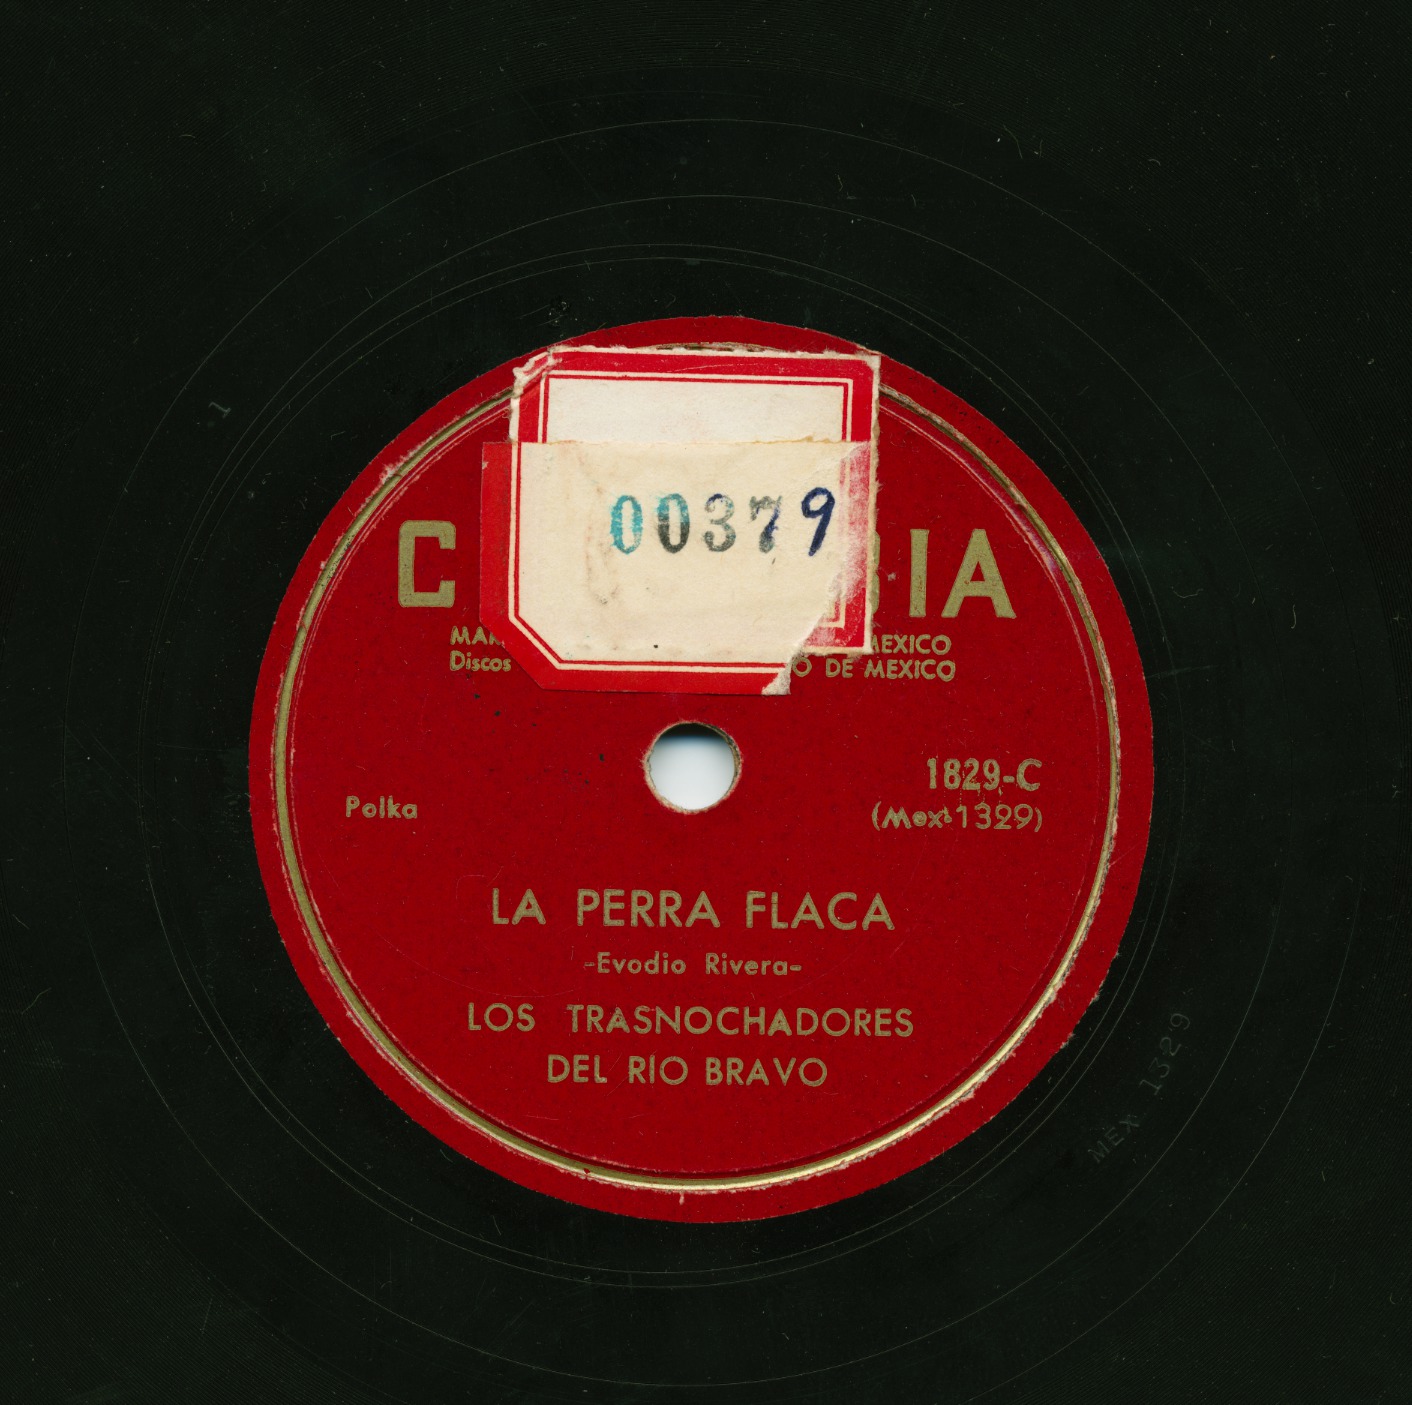 00379
C BIA
MEXICO
Discos O DE MEXICO
1829-C
Polka
(Mex. 1329)
LA PERRA FLACA
-Evodio Rivera-
LOS TRASNOCHADORES
DEL RIO BRAVO
MEX 1329
1